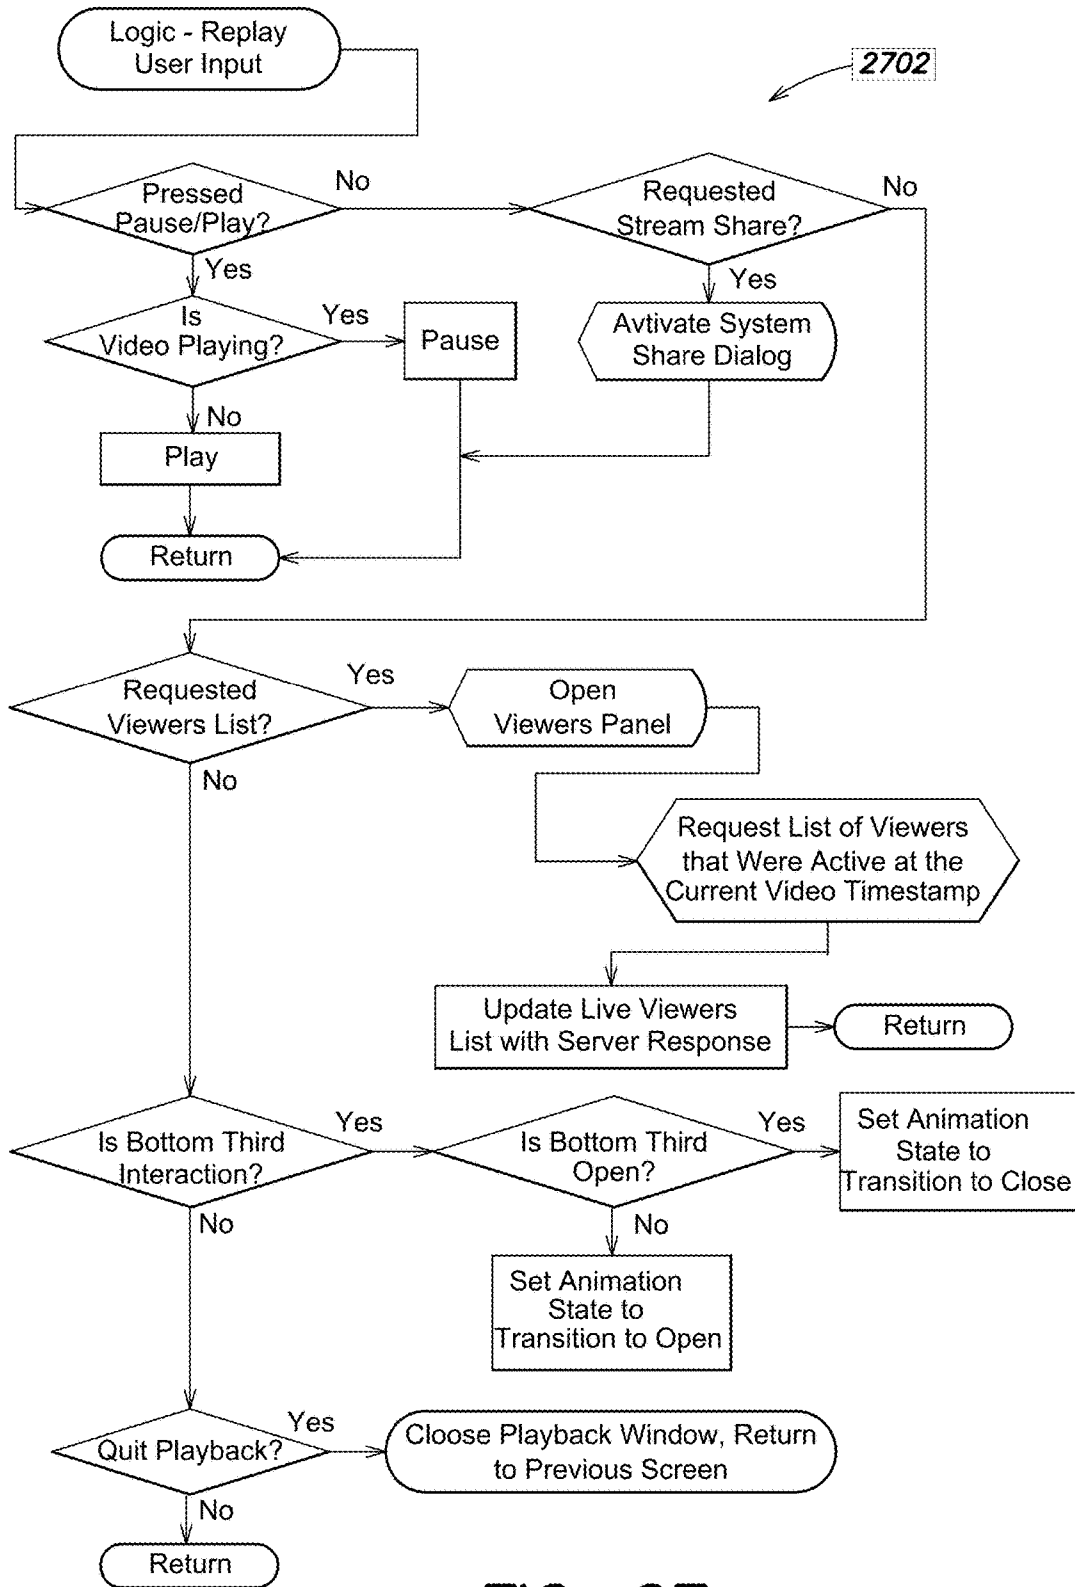 Logic - Replay
User Input
2702
Pressed
Pause/Play?
No
Requested
Stream Share?
No
Yes
Yes
Is
Video Playing?
Yes
Pause
Avtivate System
Share Dialog
No
Play
Return
Requested
Viewers List?
Yes
Open
Viewers Panel
No
Request List of Viewers
that Were Active at the
Current Video Timestamp
Update Live Viewers
List with Server Response
Return
Is Bottom Third
Interaction?
Yes
Is Bottom Third
Open?
Yes
Set Animation
State to
Transition to Close
No
No
Set Animation
State to
Transition to Open
Quit Playback?
Yes
Cloose Playback Window, Return
to Previous Screen
No
Return